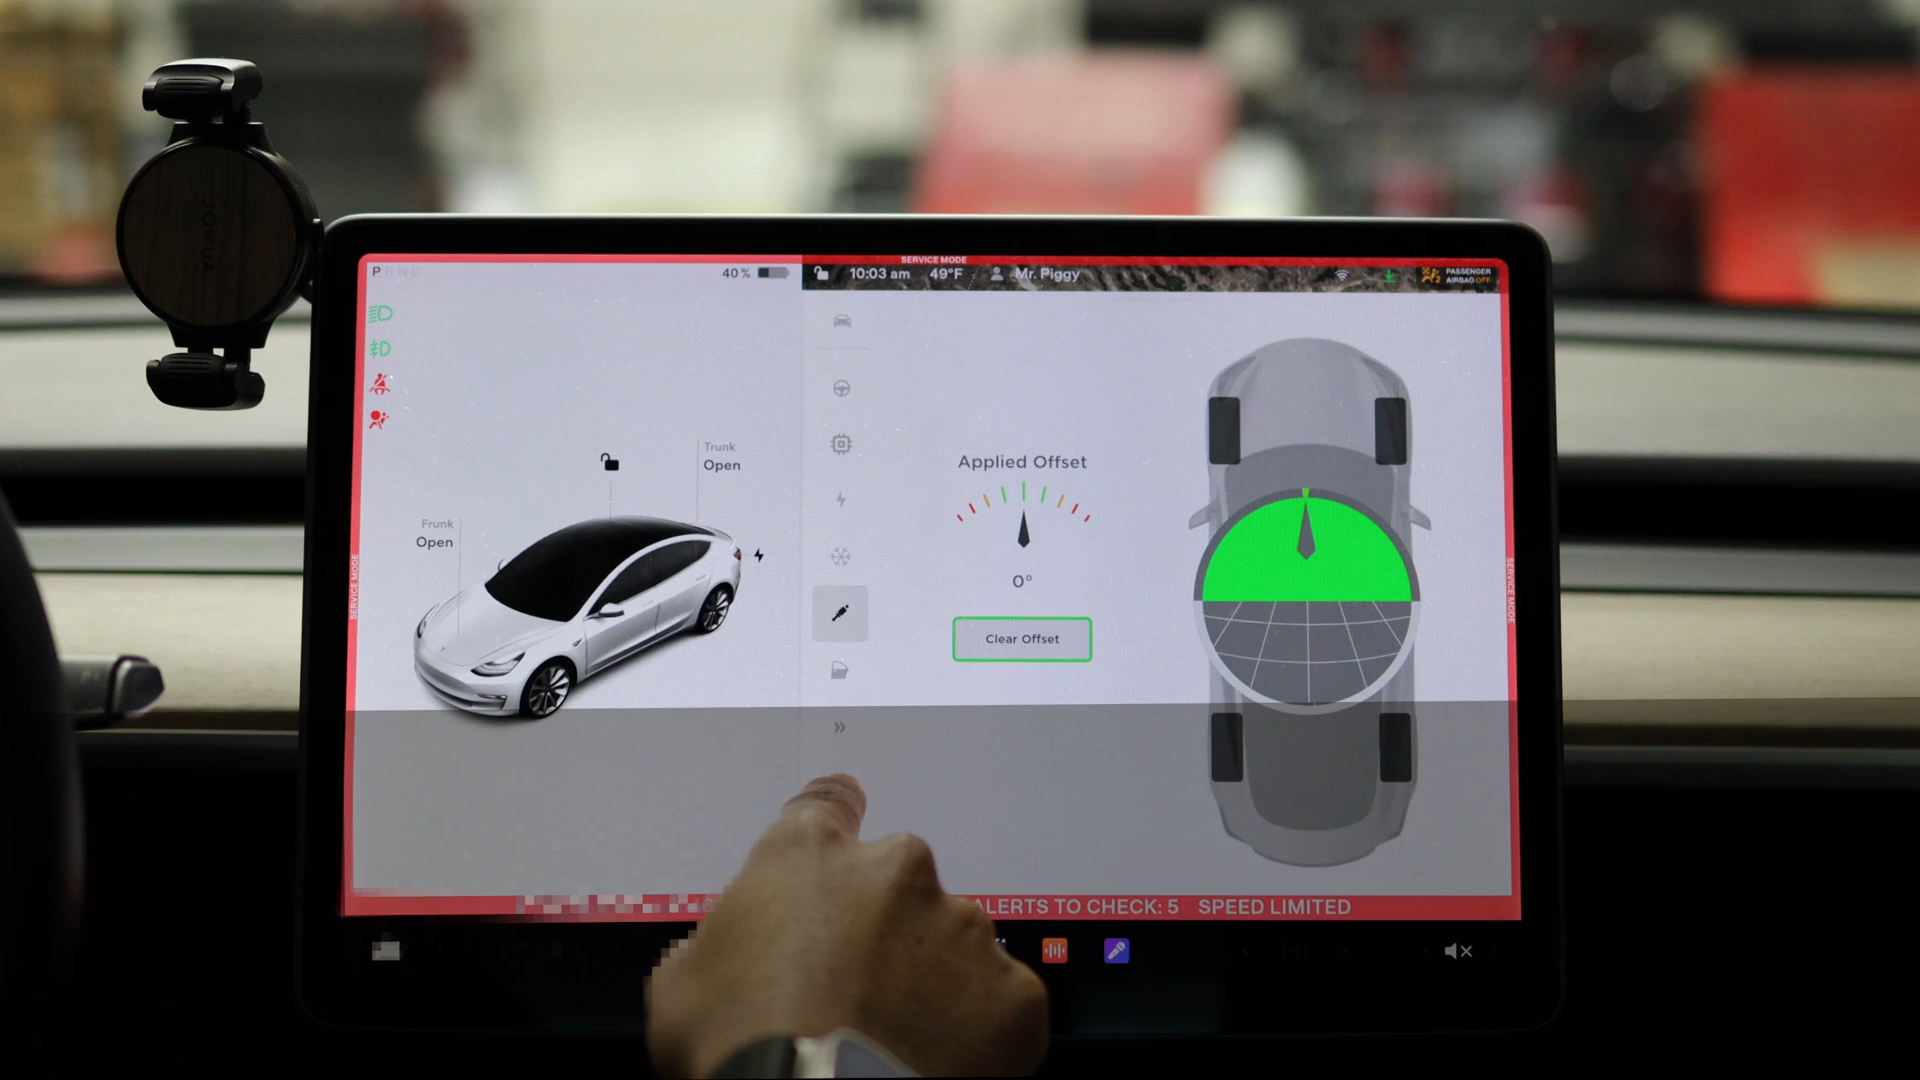 SERVICE MODE
P R N D
40 %
10:03 am
49°F
Mr. Piggy
PASSENGER
AIRBAG OFF
Trunk
Open
Frunk
Open
Applied Offset
0°
Clear Offset
SERVICE MODE
SERVICE MODE
ALERTS TO CHECK: 5 SPEED LIMITED